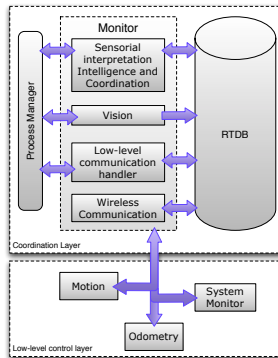 Monitor
Process Manager
Sensorial
interpretation
Intelligence and
Coordination
Vision
RTDB
Low-level
communication
handler
Wireless
Communication
Coordination Layer
Motion
System
Monitor
Odometry
Low-level control layer